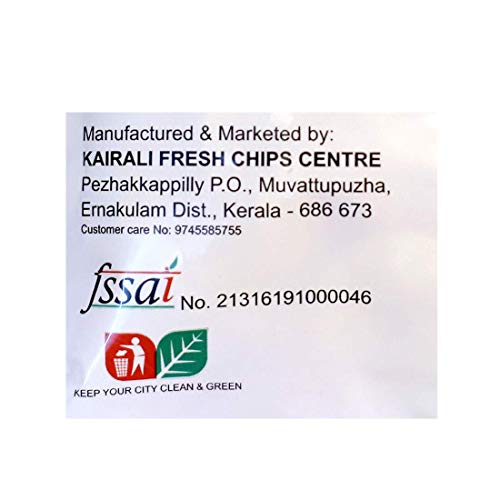 Manufactured & Marketed by:
KAIRALI FRESH CHIPS CENTRE
Pezhakkappilly P.O., Muvattupuzha,
Ernakulam Dist., Kerala - 686 673
Customer care No: 9745585755
fssai No. 21316191000046
KEEP YOUR CITY CLEAN & GREEN